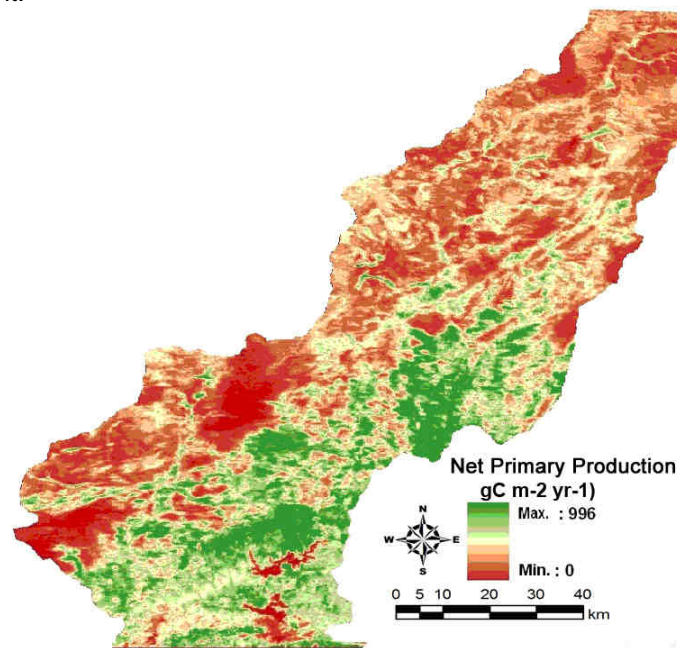 Net Primary Production
gC m-2 yr-1)
Max. : 996
Min. : 0
N
W E
S
0 5 10 20 30 40
km